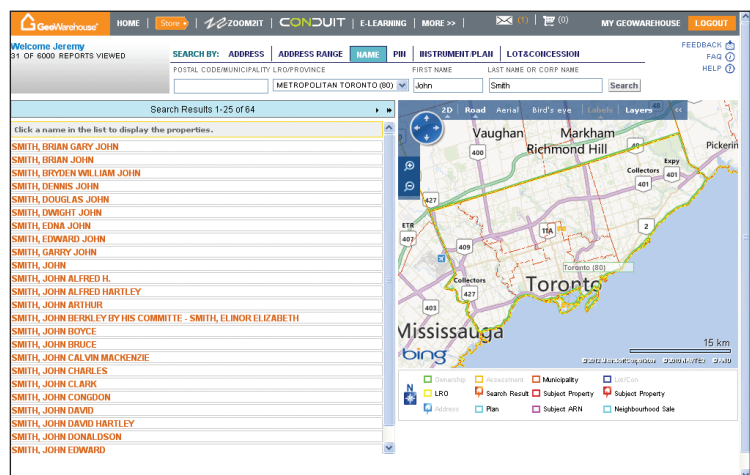 GeoWarehouse® HOME | Store | ZOOM2IT | CONDUIT | E-LEARNING | MORE >> | (1) | (0) MY GEOWAREHOUSE LOGOUT
Welcome Jeremy
31 OF 6000 REPORTS VIEWED
SEARCH BY: ADDRESS ADDRESS RANGE NAME PIN INSTRUMENT/PLAN LOT&CONCESSION
FEEDBACK
FAQ
HELP
POSTAL CODE/MUNICIPALITY LRO/PROVINCE FIRST NAME LAST NAME OR CORP NAME
METROPOLITAN TORONTO (80) John Smith Search
Search Results 1-25 of 64
Click a name in the list to display the properties.
SMITH, BRIAN GARY JOHN
SMITH, BRIAN JOHN
SMITH, BRYDEN WILLIAM JOHN
SMITH, DENNIS JOHN
SMITH, DOUGLAS JOHN
SMITH, DWIGHT JOHN
SMITH, EDNA JOHN
SMITH, EDWARD JOHN
SMITH, GARRY JOHN
SMITH, JOHN
SMITH, JOHN ALFRED H.
SMITH, JOHN ALFRED HARTLEY
SMITH, JOHN ARTHUR
SMITH, JOHN BERKLEY BY HIS COMMITTE - SMITH, ELINOR ELIZABETH
SMITH, JOHN BOYCE
SMITH, JOHN BRUCE
SMITH, JOHN CALVIN MACKENZIE
SMITH, JOHN CHARLES
SMITH, JOHN CLARK
SMITH, JOHN CONGDON
SMITH, JOHN DAVID
SMITH, JOHN DAVID HARTLEY
SMITH, JOHN DONALDSON
SMITH, JOHN EDWARD
2D Road Aerial Bird's eye Labels Layers <<
Vaughan Markham
Richmond Hill Pickerin
400
Expy
Collectors 401
401
427
ETR
407
11A
2
409
Toronto (80)
Collectors
Toronto
427
403
Mississauga
15 km
bing
Ownership Assessment Municipality Lot/Con
N LRO Search Result Subject Property Subject Property
Address Plan Subject ARN Neighbourhood Sale